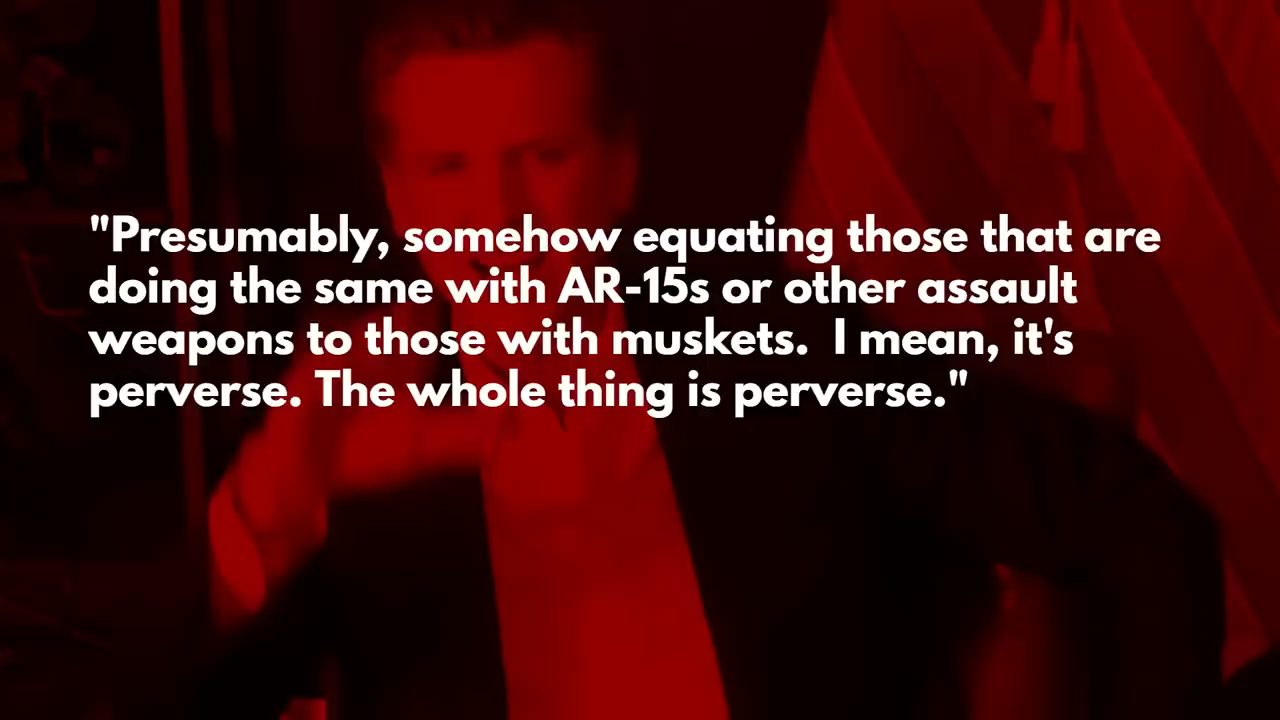 "Presumably, somehow equating those that are
doing the same with AR-15s or other assault
weapons to those with muskets.  I mean, it's
perverse. The whole thing is perverse."